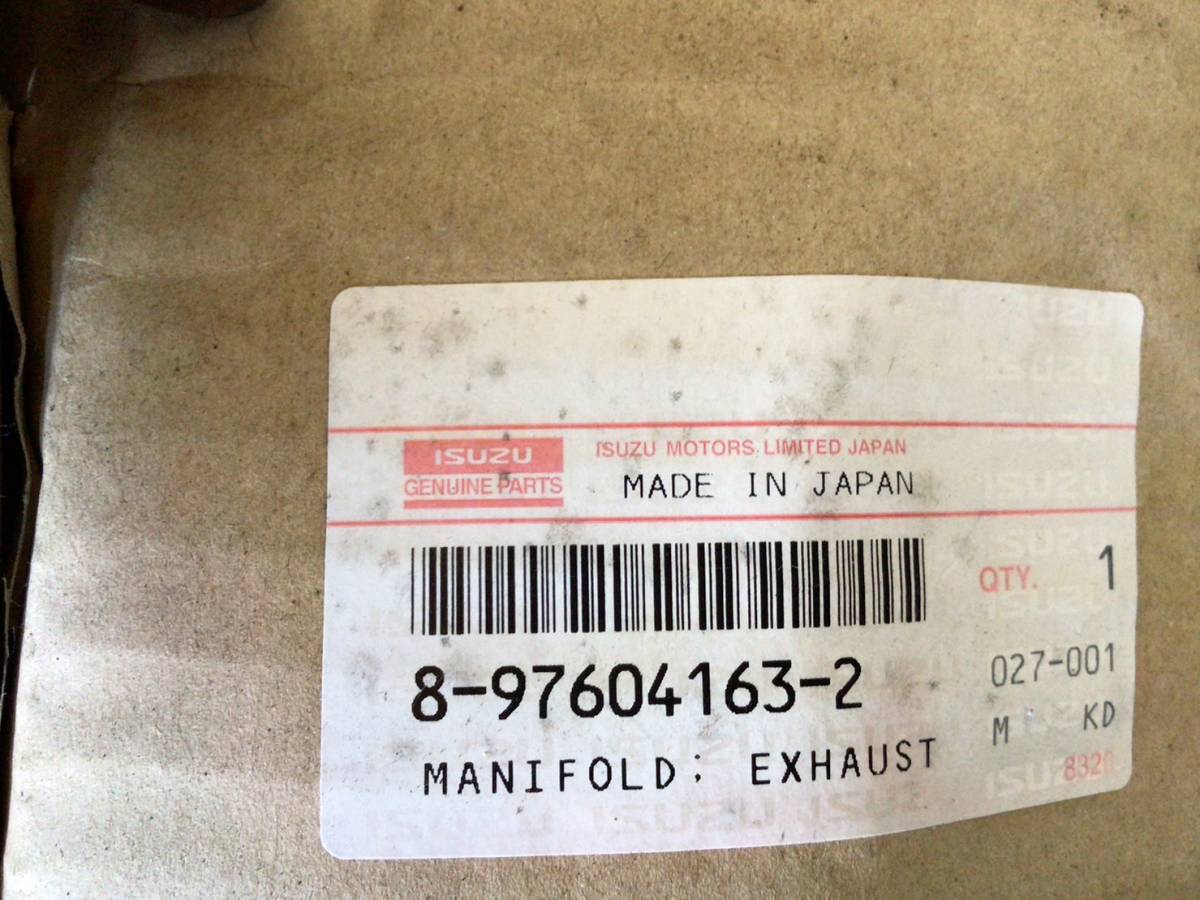 ISUZU
GENUINE PARTS
ISUZU MOTORS LIMITED JAPAN
MADE IN JAPAN
QTY. 1
8-97604163-2
027-001
M KD
MANIFOLD; EXHAUST